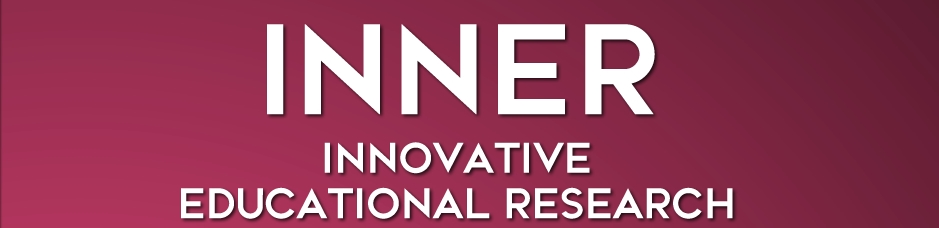 INNER
INNOVATIVE
EDUCATIONAL RESEARCH